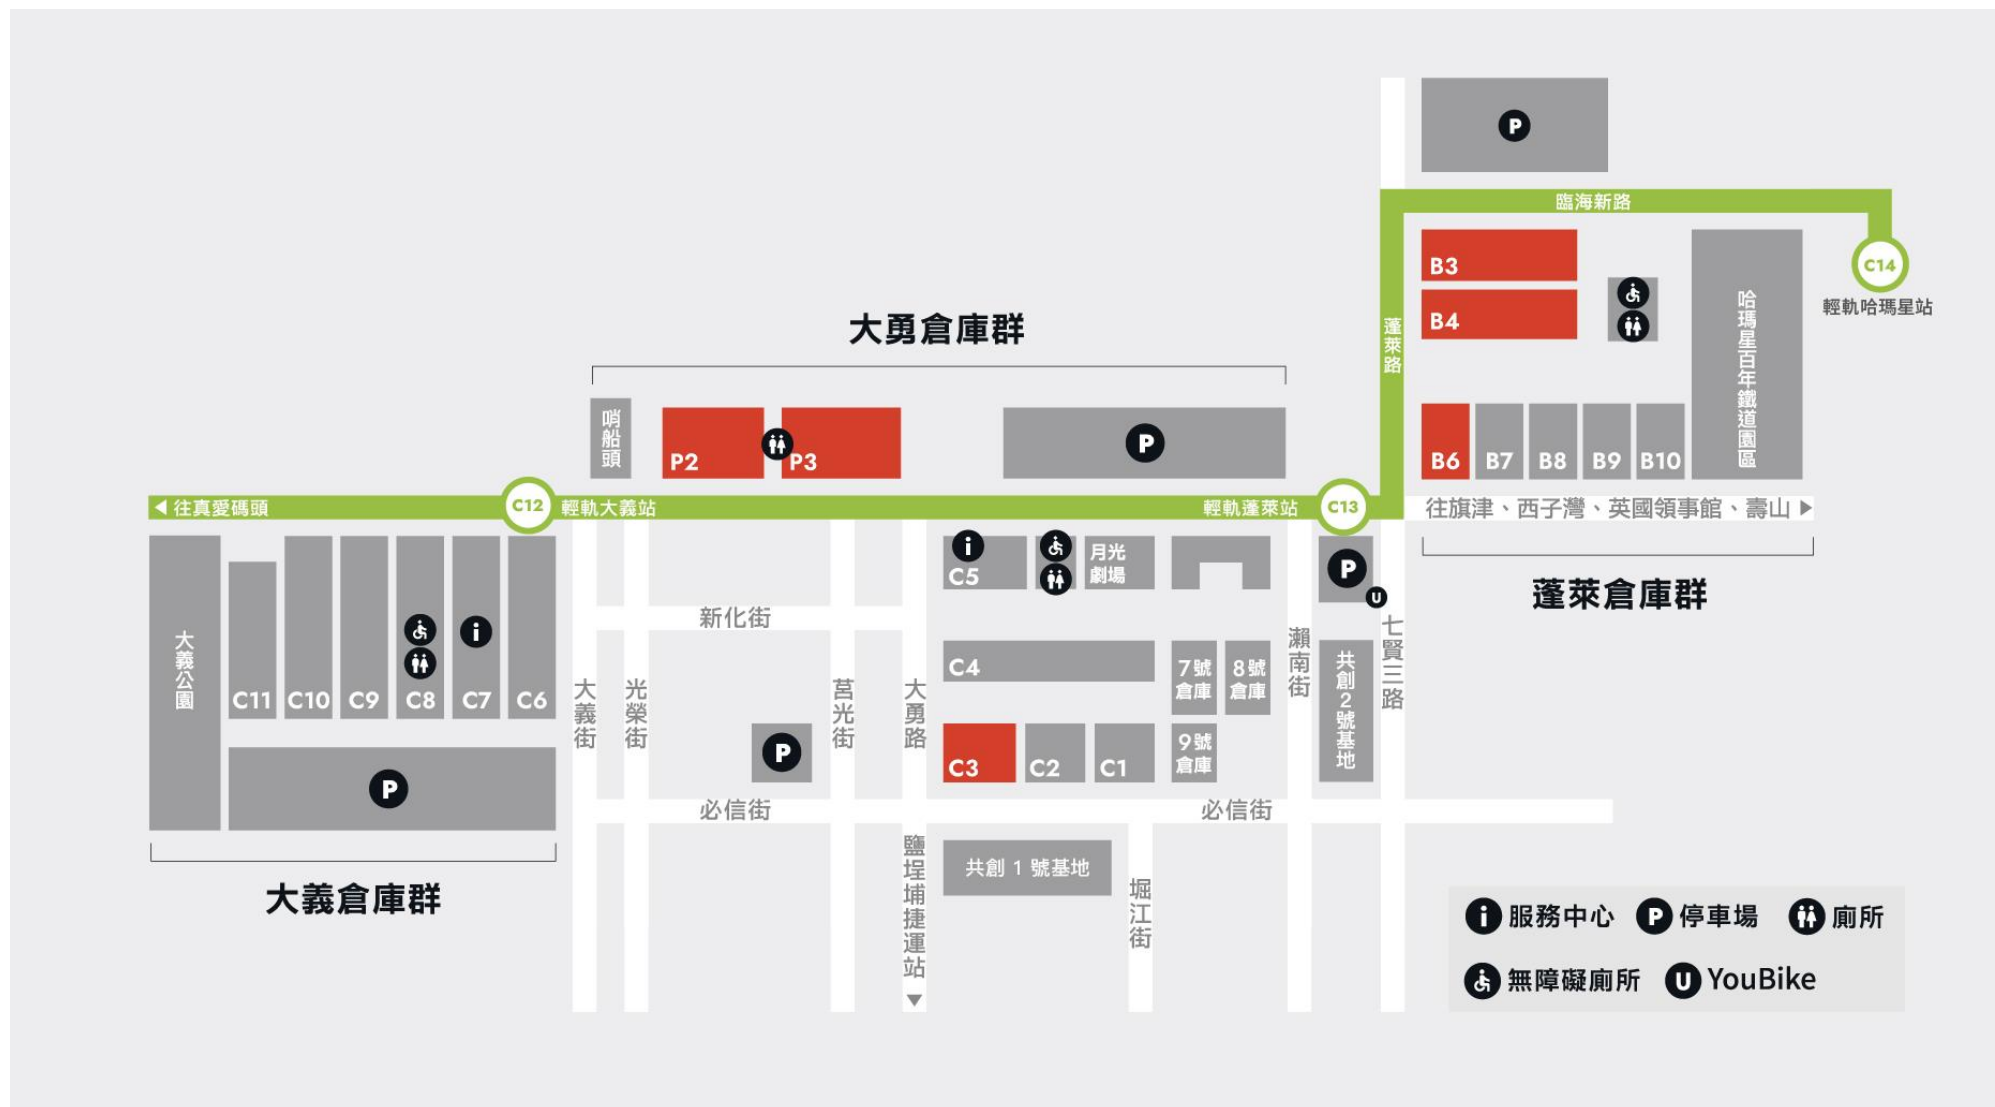 P
臨海新路
B3
C14
輕軌哈瑪星站
B4
哈瑪星百年鐵道園區
蓬萊路
大勇倉庫群
哨船頭
P2
P3
P
B6
B7
B8
B9
B10
往真愛碼頭
C12
輕軌大義站
輕軌蓬萊站
C13
往旗津、西子灣、英國領事館、壽山
蓬萊倉庫群
C5
月光
劇場
P
U
大義公園
C11
C10
C9
C8
C7
C6
P
大義倉庫群
大義街
光榮街
新化街
莒光街
大勇路
P
必信街
C4
7號
倉庫
8號
倉庫
瀨南街
共創2號基地
七賢三路
C3
C2
C1
9號
倉庫
必信街
鹽埕埔捷運站
共創 1 號基地
堀江街
i 服務中心
P 停車場
廁所
無障礙廁所
U YouBike